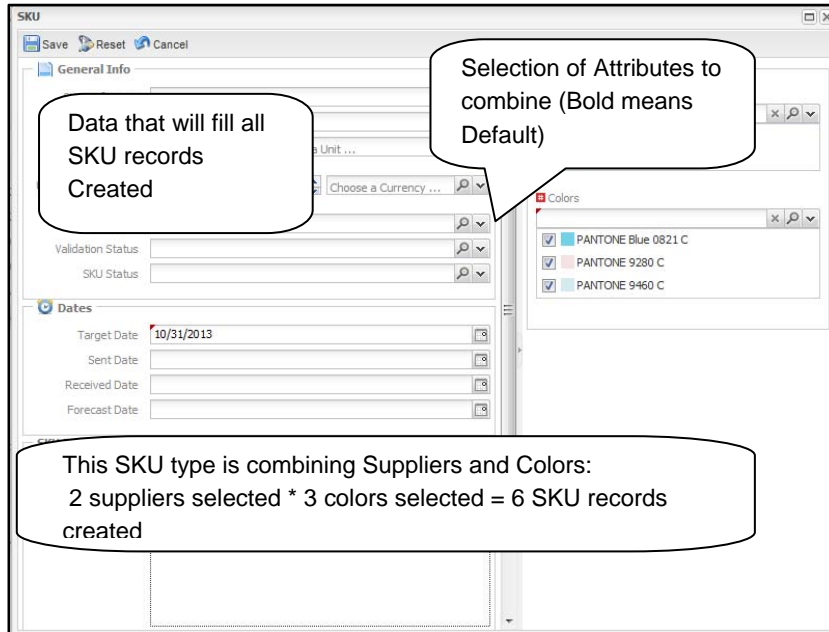 SKU
Save Reset Cancel
General Info
Data that will fill all
SKU records
Created
Selection of Attributes to
combine (Bold means
Default)
Unit ...
Choose a Currency ...
Validation Status
SKU Status
Colors
PANTONE Blue 0821 C
PANTONE 9280 C
PANTONE 9460 C
Dates
Target Date 10/31/2013
Sent Date
Received Date
Forecast Date
This SKU type is combining Suppliers and Colors:
2 suppliers selected * 3 colors selected = 6 SKU records
created